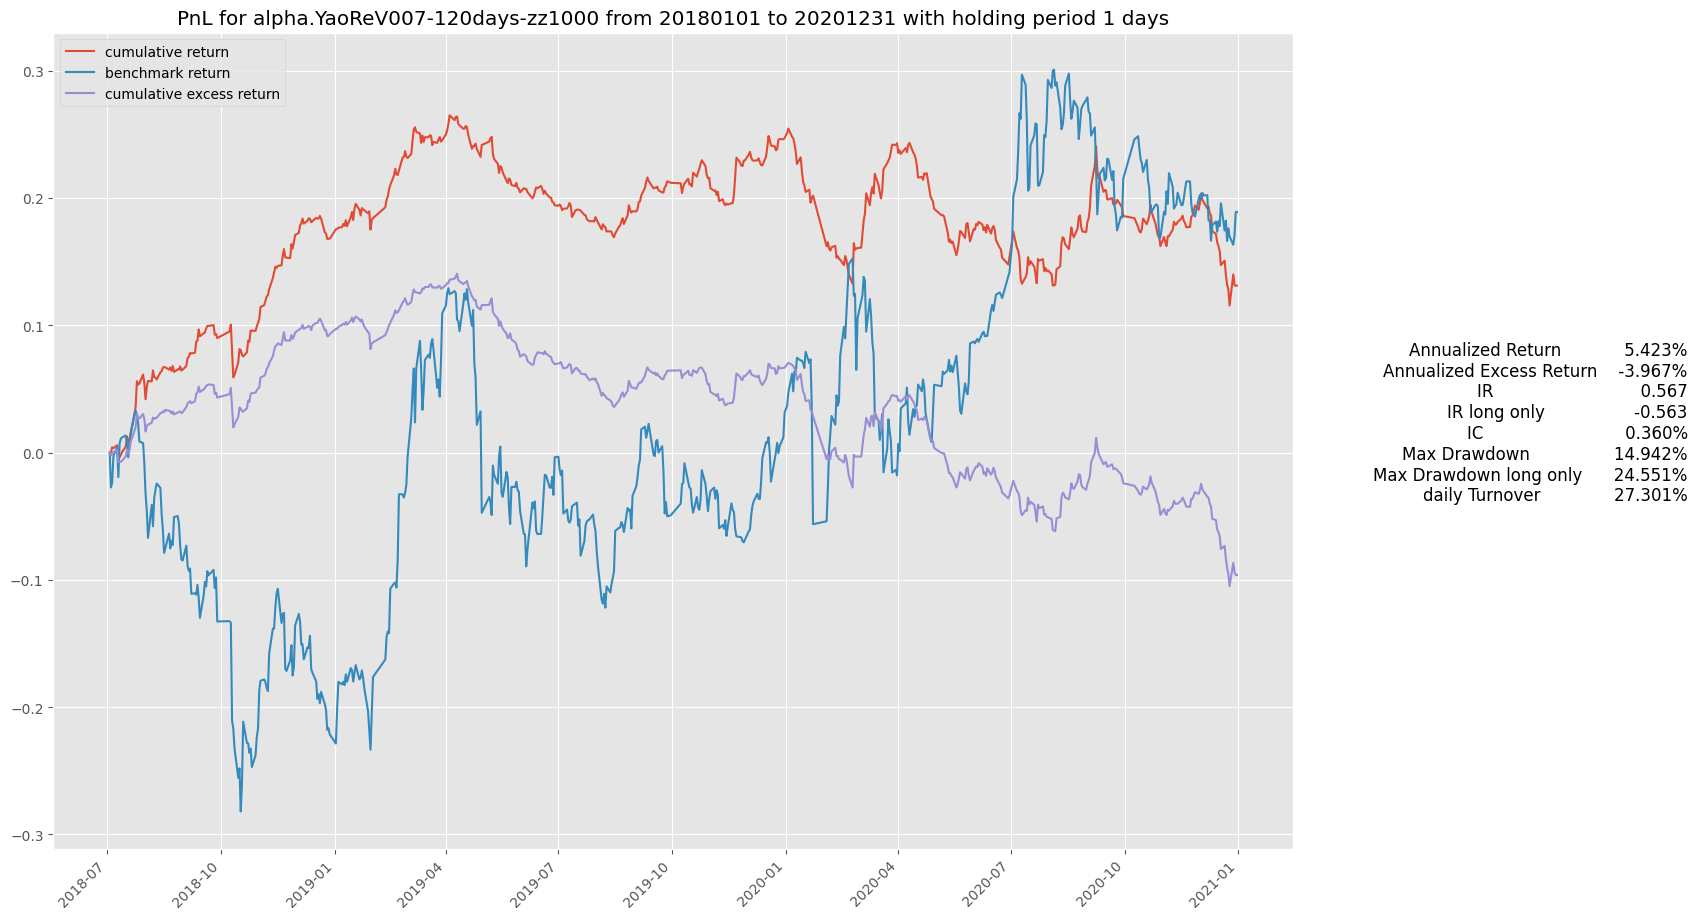 PnL for alpha.YaoReV007-120days-zz1000 from 20180101 to 20201231 with holding period 1 days
cumulative return
benchmark return
cumulative excess return
0.3
0.2
0.1
0.0
−0.1
−0.2
−0.3
2018-07
2018-10
2019-01
2019-04
2019-07
2019-10
2020-01
2020-04
2020-07
2020-10
2021-01
Annualized Return 5.423%
Annualized Excess Return -3.967%
IR 0.567
IR long only -0.563
IC 0.360%
Max Drawdown 14.942%
Max Drawdown long only 24.551%
daily Turnover 27.301%